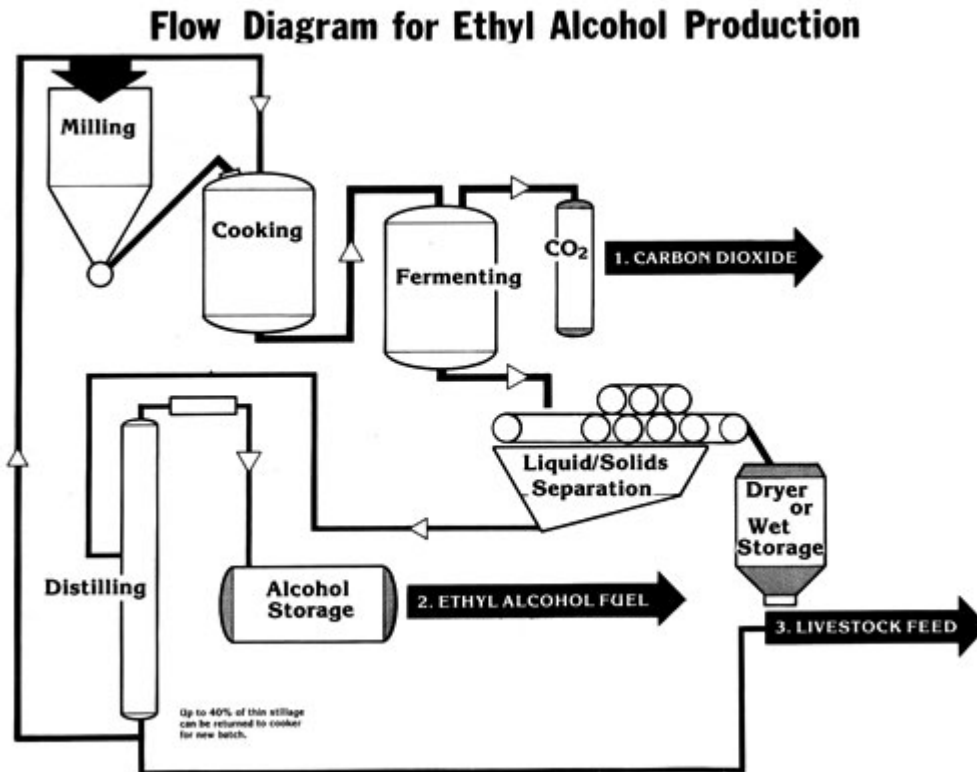 Flow Diagram for Ethyl Alcohol Production
Milling
Cooking
Fermenting
CO₂
1. CARBON DIOXIDE
Liquid/Solids
Separation
Dryer
or
Wet
Storage
Distilling
Alcohol
Storage
2. ETHYL ALCOHOL FUEL
3. LIVESTOCK FEED
Up to 40% of thin stillage
can be returned to cooker
for new batch.